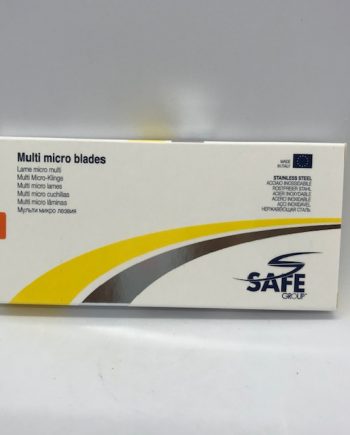 Multi micro blades
Lame micro multi
Multi Micro-Klinge
Multi micro lames
Multi micro cuchillas
Multi micro lâminas
Мульти микро лезвия
MADE
IN ITALY
STAINLESS STEEL
ACCIAIO INOSSIDABILE
ROSTFREIER STAHL
ACIER INOXYDABLE
ACERO INOXIDABLE
AÇO INOXIDÁVEL
НЕРЖАВЕЮЩАЯ СТАЛЬ
SAFE
GROUP